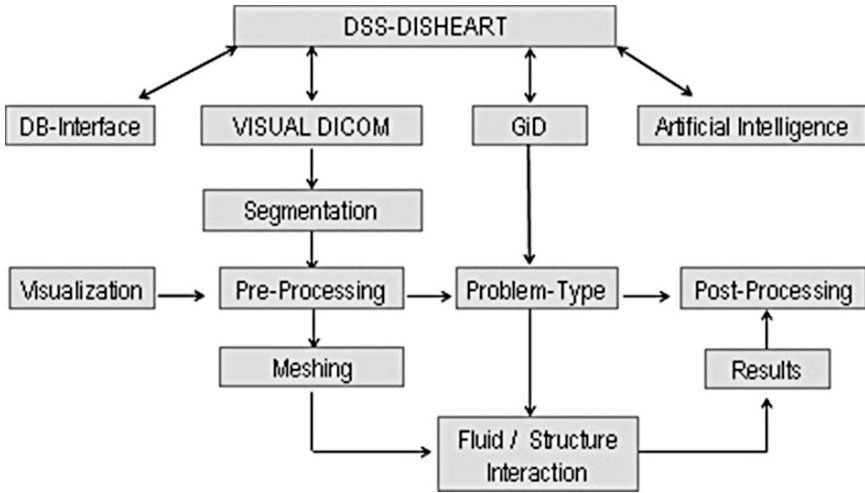 DSS-DISHEART
DB-Interface
VISUAL DICOM
GiD
Artificial Intelligence
Segmentation
Visualization
Pre-Processing
Problem-Type
Post-Processing
Meshing
Results
Fluid / Structure
Interaction